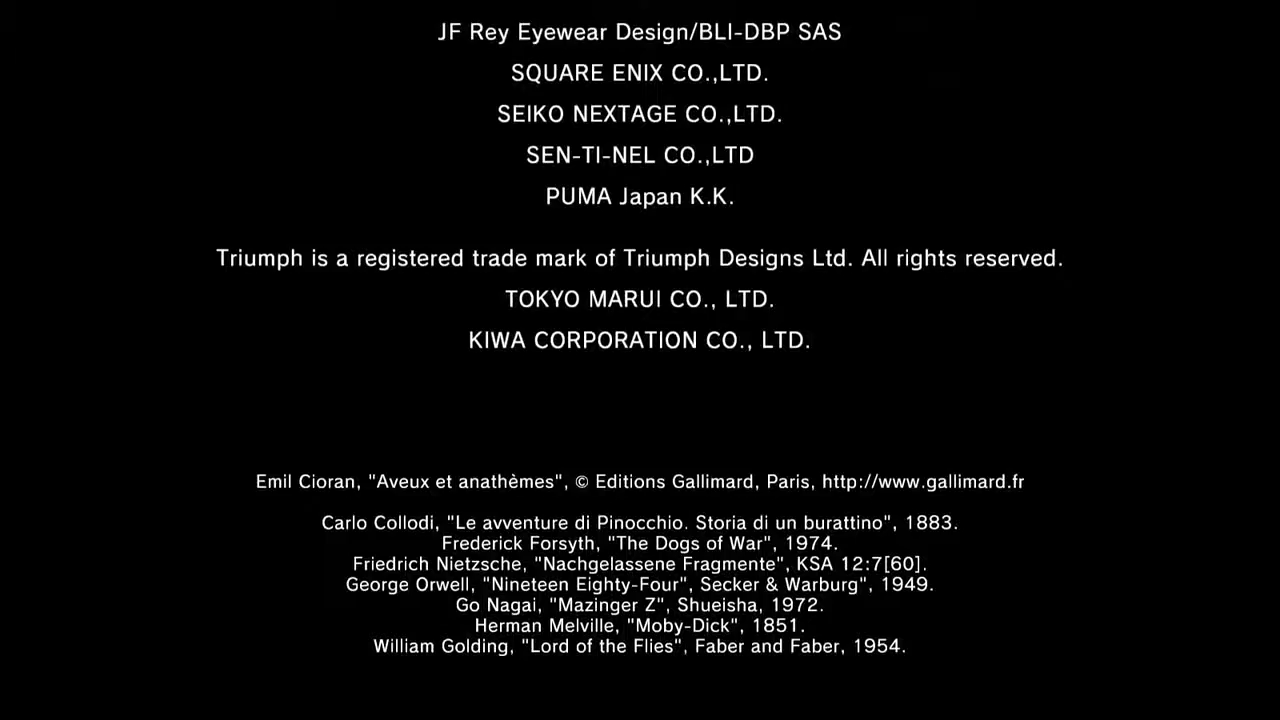 JF Rey Eyewear Design/BLI-DBP SAS
SQUARE ENIX CO.,LTD.
SEIKO NEXTAGE CO.,LTD.
SEN-TI-NEL CO.,LTD
PUMA Japan K.K.
Triumph is a registered trade mark of Triumph Designs Ltd. All rights reserved.
TOKYO MARUI CO., LTD.
KIWA CORPORATION CO., LTD.
Emil Cioran, "Aveux et anathèmes", © Editions Gallimard, Paris, http://www.gallimard.fr
Carlo Collodi, "Le avventure di Pinocchio. Storia di un burattino", 1883.
Frederick Forsyth, "The Dogs of War", 1974.
Friedrich Nietzsche, "Nachgelassene Fragmente", KSA 12:7[60].
George Orwell, "Nineteen Eighty-Four", Secker & Warburg", 1949.
Go Nagai, "Mazinger Z", Shueisha, 1972.
Herman Melville, "Moby-Dick", 1851.
William Golding, "Lord of the Flies", Faber and Faber, 1954.